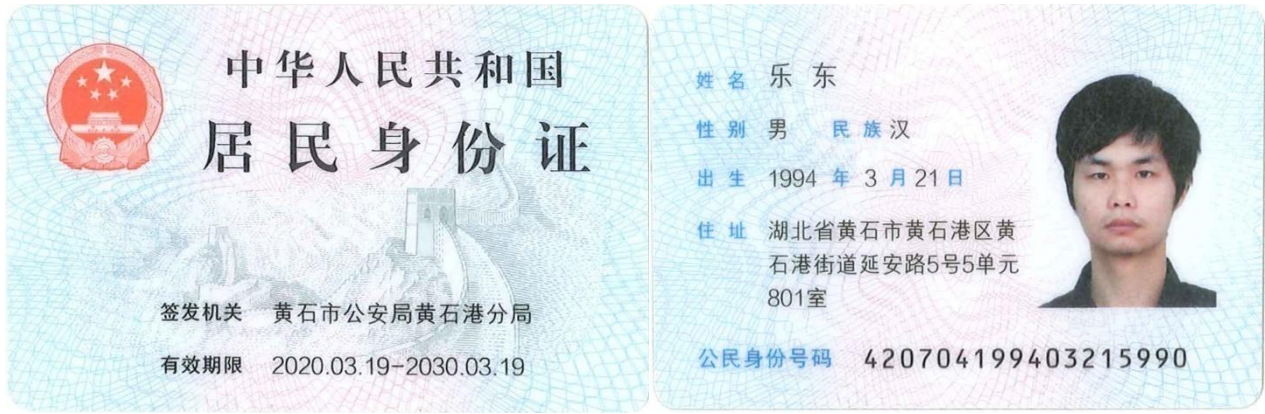 中华人民共和国
居民身份证
签发机关 黄石市公安局黄石港分局
有效期限 2020.03.19-2030.03.19
姓名 乐东
性别 男 民族 汉
出生 1994 年 3 月 21 日
住址 湖北省黄石市黄石港区黄
石港街道延安路5号5单元
801室
公民身份号码 420704199403215990